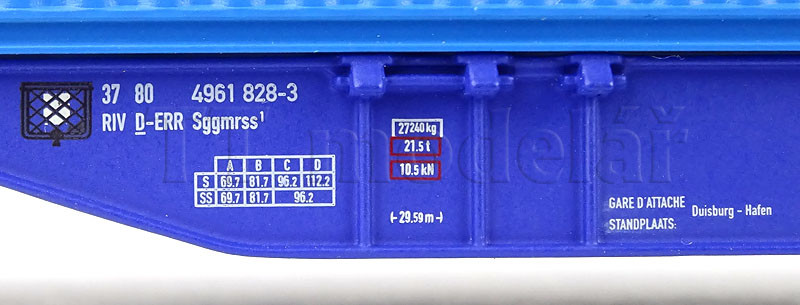 37 80 4961 828-3
RIV D-ERR Sggmrss¹
A B C D
S 69.7 81.7 96.2 112.2
SS 69.7 81.7 96.2
27240 kg
21.5 t
10.5 kN
(- 29.59 m -)
GARE D'ATTACHE
STANDPLAATS: Duisburg - Hafen